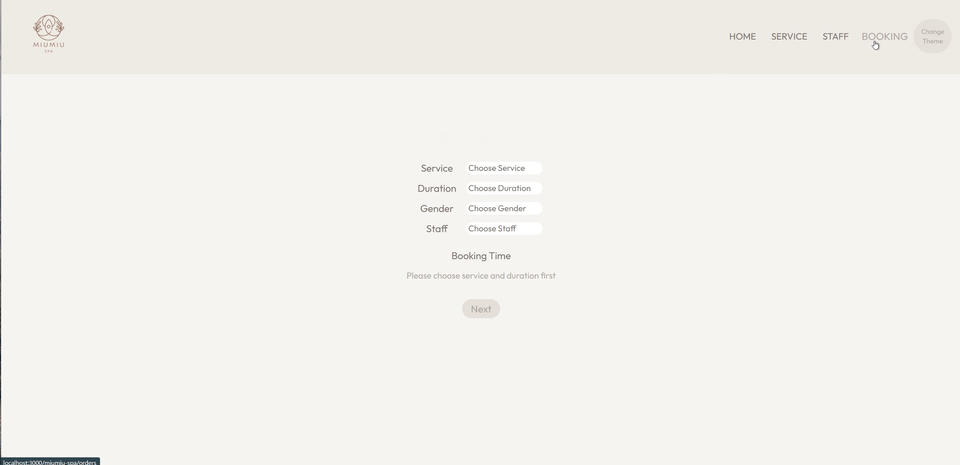 MIUMIU
SPA
HOME SERVICE STAFF BOOKING
Change
Theme
Service Choose Service
Duration Choose Duration
Gender Choose Gender
Staff Choose Staff
Booking Time
Please choose service and duration first
Next
localhost:3000/miumiu-spa/orders